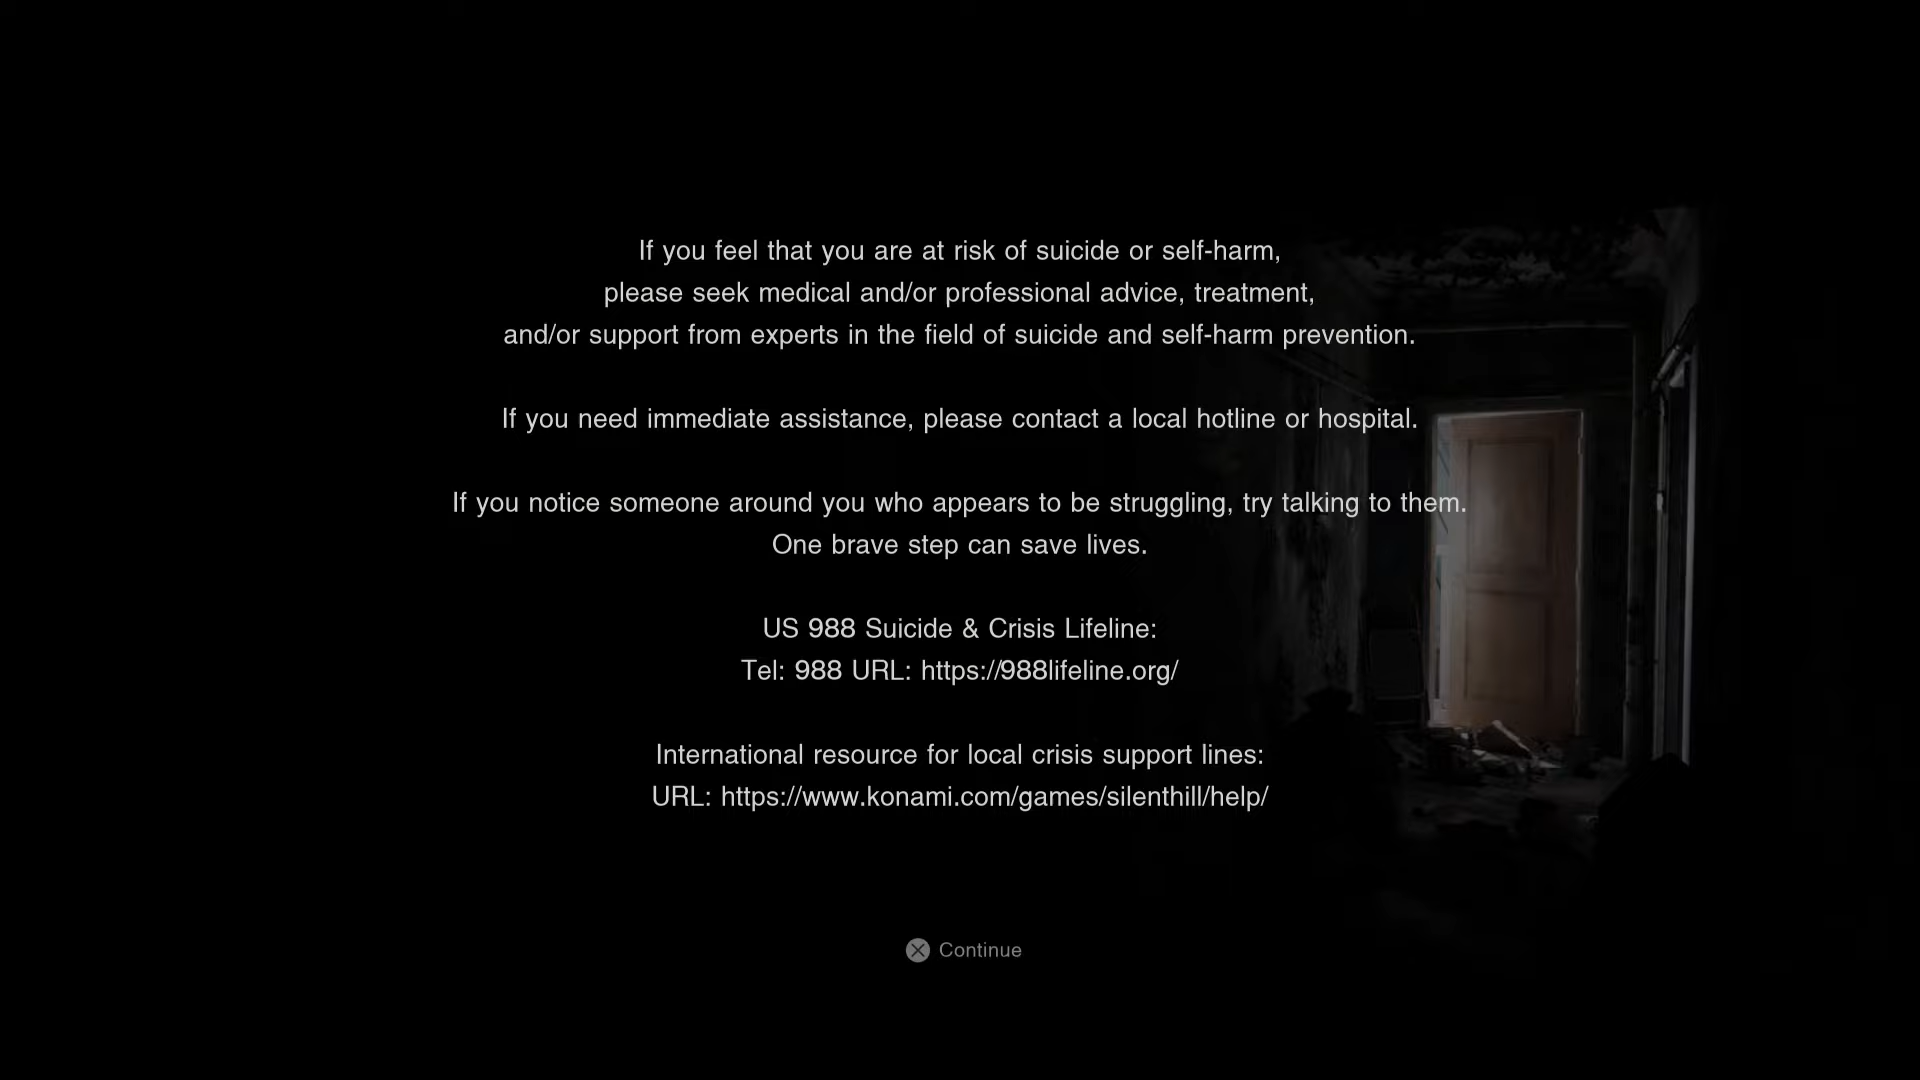 If you feel that you are at risk of suicide or self-harm,
please seek medical and/or professional advice, treatment,
and/or support from experts in the field of suicide and self-harm prevention.
If you need immediate assistance, please contact a local hotline or hospital.
If you notice someone around you who appears to be struggling, try talking to them.
One brave step can save lives.
US 988 Suicide & Crisis Lifeline:
Tel: 988 URL: https://988lifeline.org/
International resource for local crisis support lines:
URL: https://www.konami.com/games/silenthill/help/
Continue